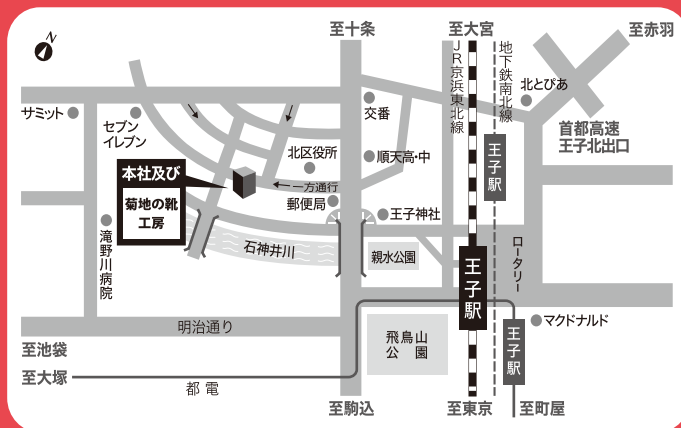 N
至十条
至大宮
至赤羽
JR京浜東北線
地下鉄南北線
北とぴあ
サミット
セブン
イレブン
交番
首都高速
王子北出口
北区役所
順天高・中
王子駅
本社及び
菊地の靴
工房
一方通行
郵便局
王子神社
滝野川病院
石神井川
親水公園
王子駅
ロータリー
明治通り
飛鳥山
公園
王子駅
マクドナルド
至池袋
至大塚
都電
至駒込
至東京
至町屋